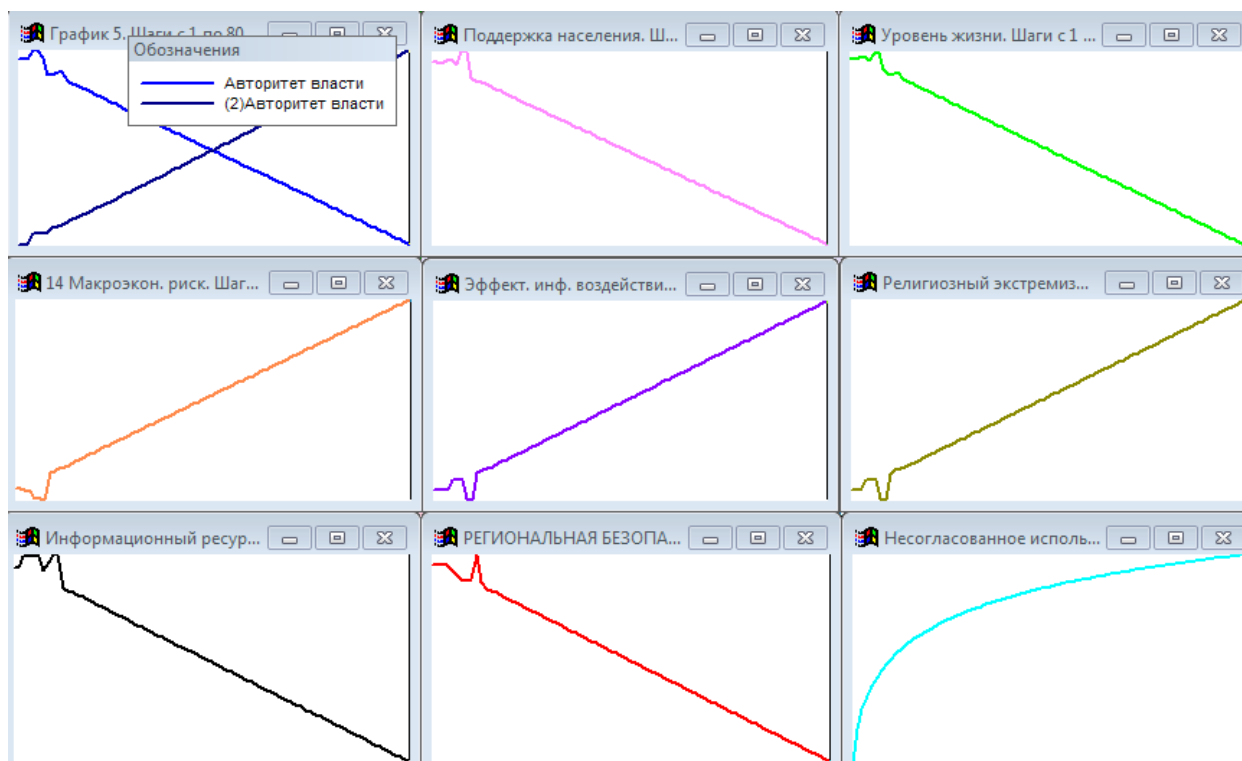 График 5. Шаги с 1 по 80
Обозначения
Авторитет власти
(2)Авторитет власти
Поддержка населения. Ш...
Уровень жизни. Шаги с 1 ...
14 Макроэкон. риск. Шаг...
Эффект. инф. воздействи...
Религиозный экстремиз...
Информационный ресур...
РЕГИОНАЛЬНАЯ БЕЗОПА...
Несогласованное исполь...